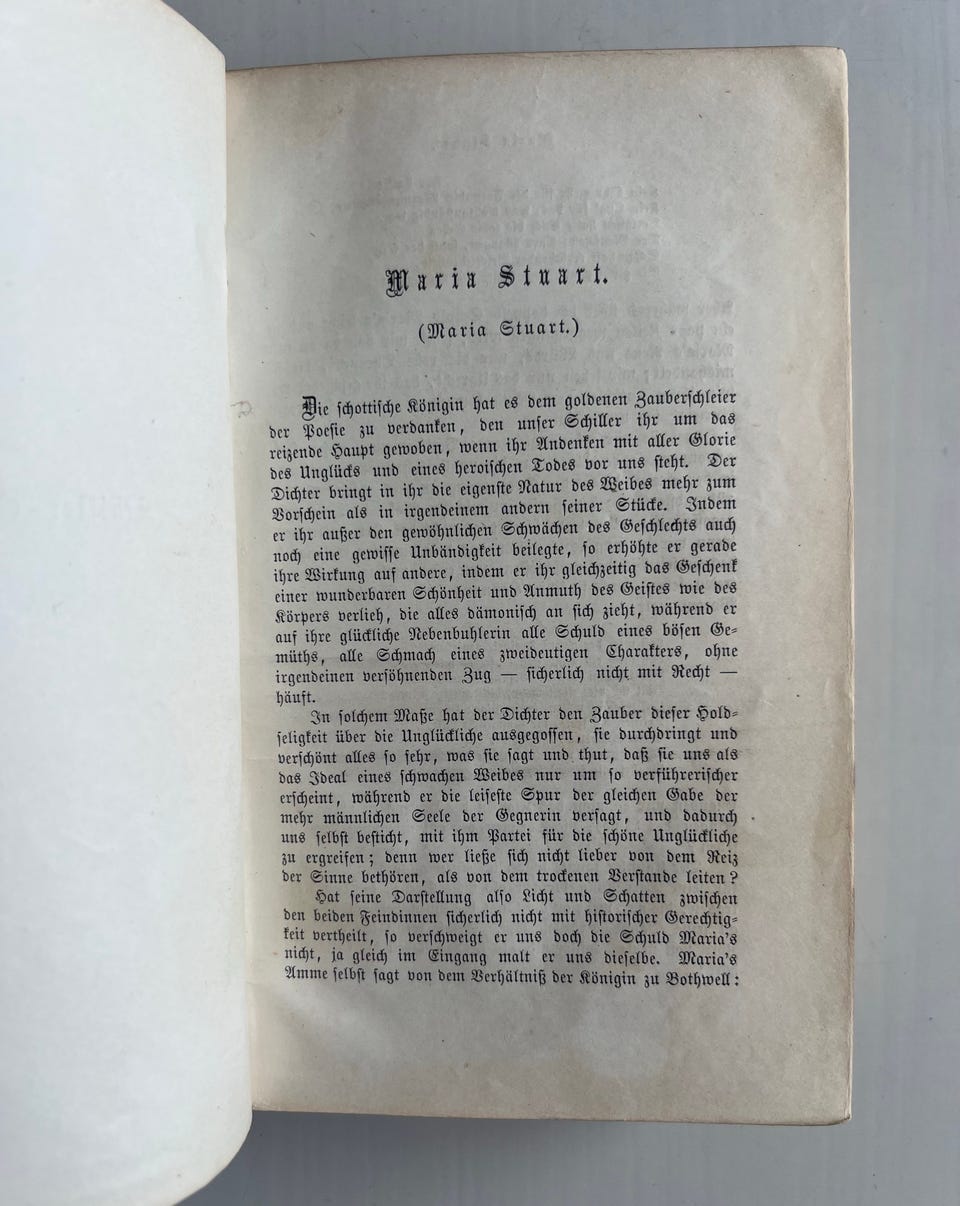 Maria Stuart.
(Maria Stuart.)
Die schottische Königin hat es dem goldenen Zauberschleier
der Poesie zu verdanken, den unser Schiller ihr um das
reizende Haupt gewoben, wenn ihr Andenken mit aller Glorie
des Unglücks und eines heroischen Todes vor uns steht. Der
Dichter bringt in ihr die eigenste Natur des Weibes mehr zum
Vorschein als in irgendeinem andern seiner Stücke. Indem
er ihr außer den gewöhnlichen Schwächen des Geschlechts auch
noch eine gewisse Unbändigkeit beilegte, so erhöhte er gerade
ihre Wirkung auf andere, indem er ihr gleichzeitig das Geschenk
einer wunderbaren Schönheit und Anmuth des Geistes wie des
Körpers verlieh, die alles dämonisch an sich zieht, während er
auf ihre glückliche Nebenbuhlerin alle Schuld eines bösen Ge-
müths, alle Schmach eines zweideutigen Charakters, ohne
irgendeinen versöhnenden Zug — sicherlich nicht mit Recht —
häuft.
In solchem Maße hat der Dichter den Zauber dieser Hold-
seligkeit über die Unglückliche ausgegossen, sie durchdringt und
verschönt alles so sehr, was sie sagt und thut, daß sie uns als
das Ideal eines schwachen Weibes nur um so verführerischer
erscheint, während er die leiseste Spur der gleichen Gabe der
mehr männlichen Seele der Gegnerin versagt, und dadurch
uns selbst besticht, mit ihm Partei für die schöne Unglückliche
zu ergreifen; denn wer ließe sich nicht lieber von dem Reiz
der Sinne bethören, als von dem trockenen Verstande leiten?
Hat seine Darstellung also Licht und Schatten zwischen
den beiden Feindinnen sicherlich nicht mit historischer Gerechtig-
keit vertheilt, so verschweigt er uns doch die Schuld Maria's
nicht, ja gleich im Eingang malt er uns dieselbe. Maria's
Amme selbst sagt von dem Verhältniß der Königin zu Bothwell: